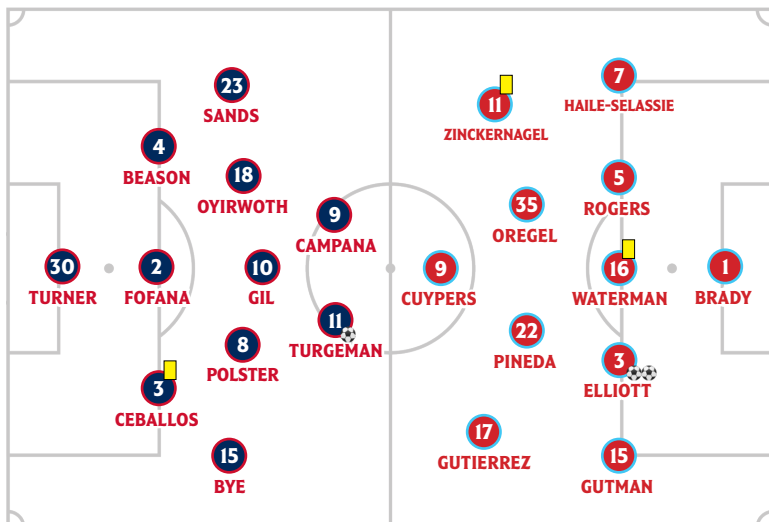 23
SANDS
4
BEASON
18
OYIRWOTH
9
CAMPANA
30
TURNER
2
FOFANA
10
GIL
11
TURGEMAN
8
POLSTER
3
CEBALLOS
15
BYE
7
HAILE-SELASSIE
11
ZINCKERNAGEL
5
ROGERS
35
OREGEL
9
CUYPERS
16
WATERMAN
1
BRADY
22
PINEDA
3
ELLIOTT
17
GUTIERREZ
15
GUTMAN